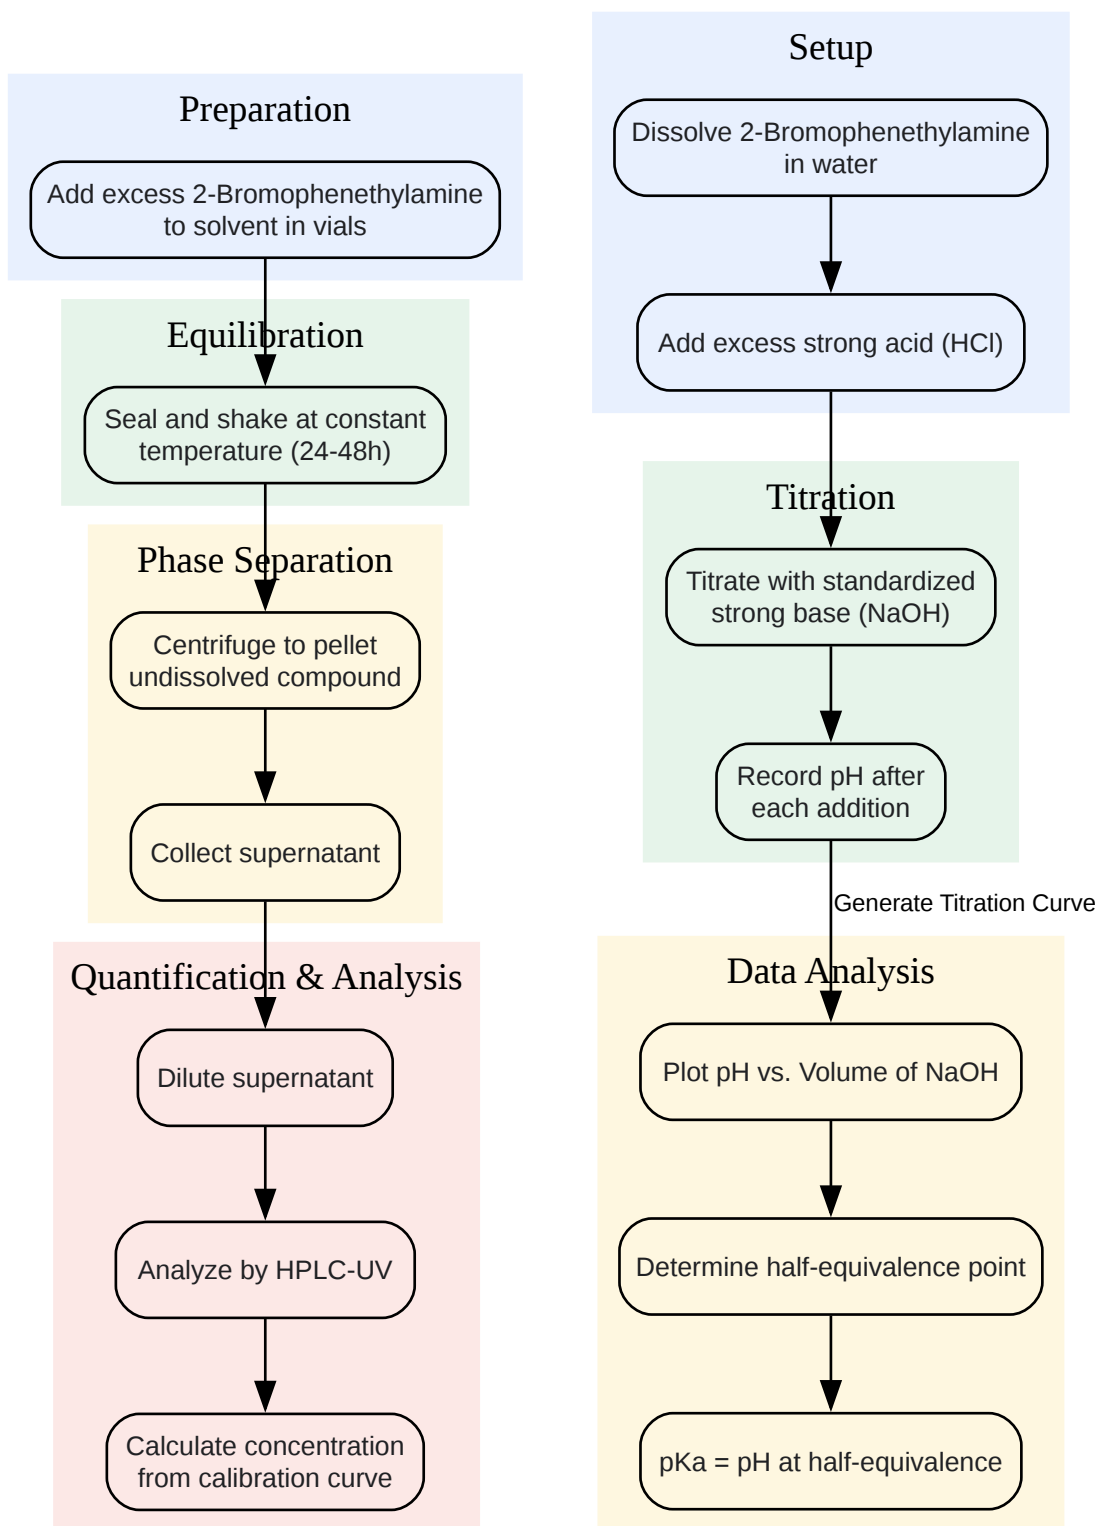 Preparation
Add excess 2-Bromophenethylamine
to solvent in vials
Equilibration
Seal and shake at constant
temperature (24-48h)
Phase Separation
Centrifuge to pellet
undissolved compound
Collect supernatant
Quantification & Analysis
Dilute supernatant
Analyze by HPLC-UV
Calculate concentration
from calibration curve
Setup
Dissolve 2-Bromophenethylamine
in water
Add excess strong acid (HCl)
Titration
Titrate with standardized
strong base (NaOH)
Record pH after
each addition
Generate Titration Curve
Data Analysis
Plot pH vs. Volume of NaOH
Determine half-equivalence point
pKa = pH at half-equivalence